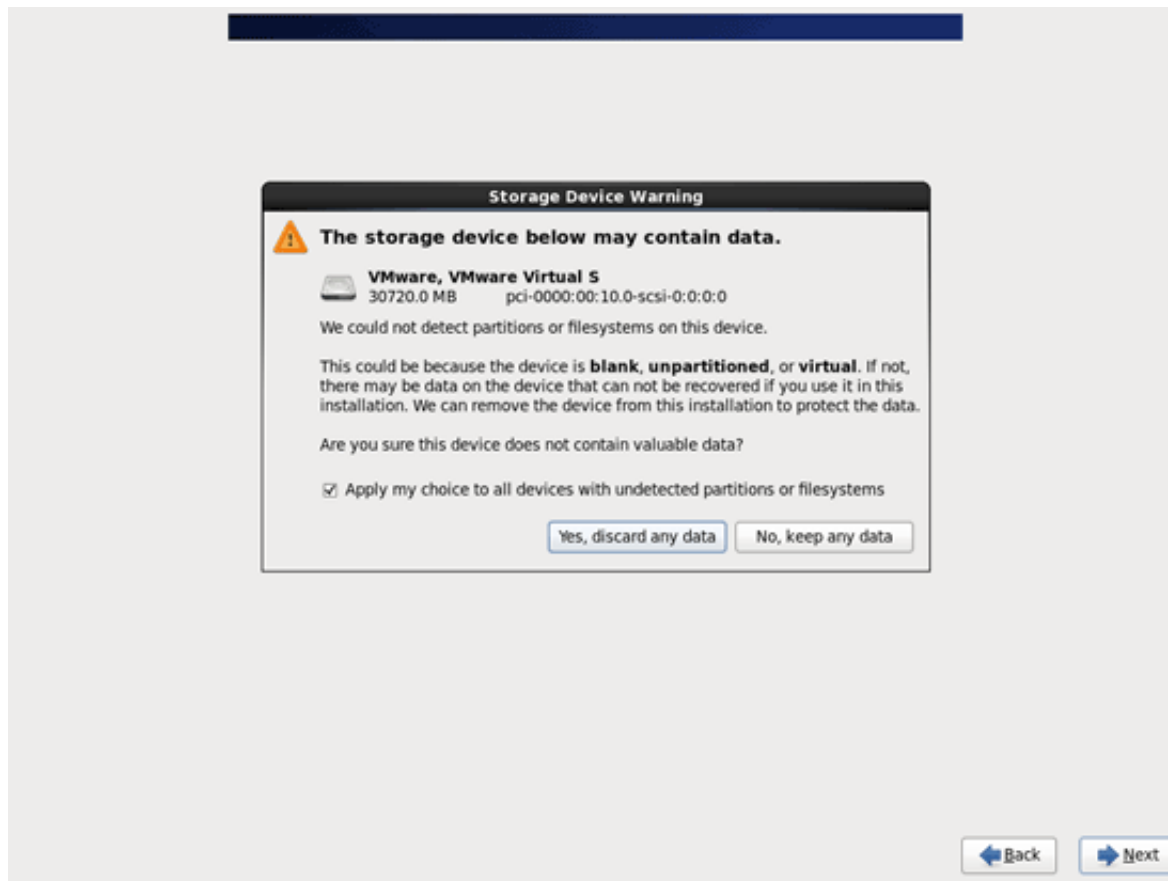 Storage Device Warning
The storage device below may contain data.
VMware, VMware Virtual S
30720.0 MB pci-0000:00:10.0-scsi-0:0:0:0
We could not detect partitions or filesystems on this device.
This could be because the device is blank, unpartitioned, or virtual. If not,
there may be data on the device that can not be recovered if you use it in this
installation. We can remove the device from this installation to protect the data.
Are you sure this device does not contain valuable data?
Apply my choice to all devices with undetected partitions or filesystems
Yes, discard any data No, keep any data
Back Next